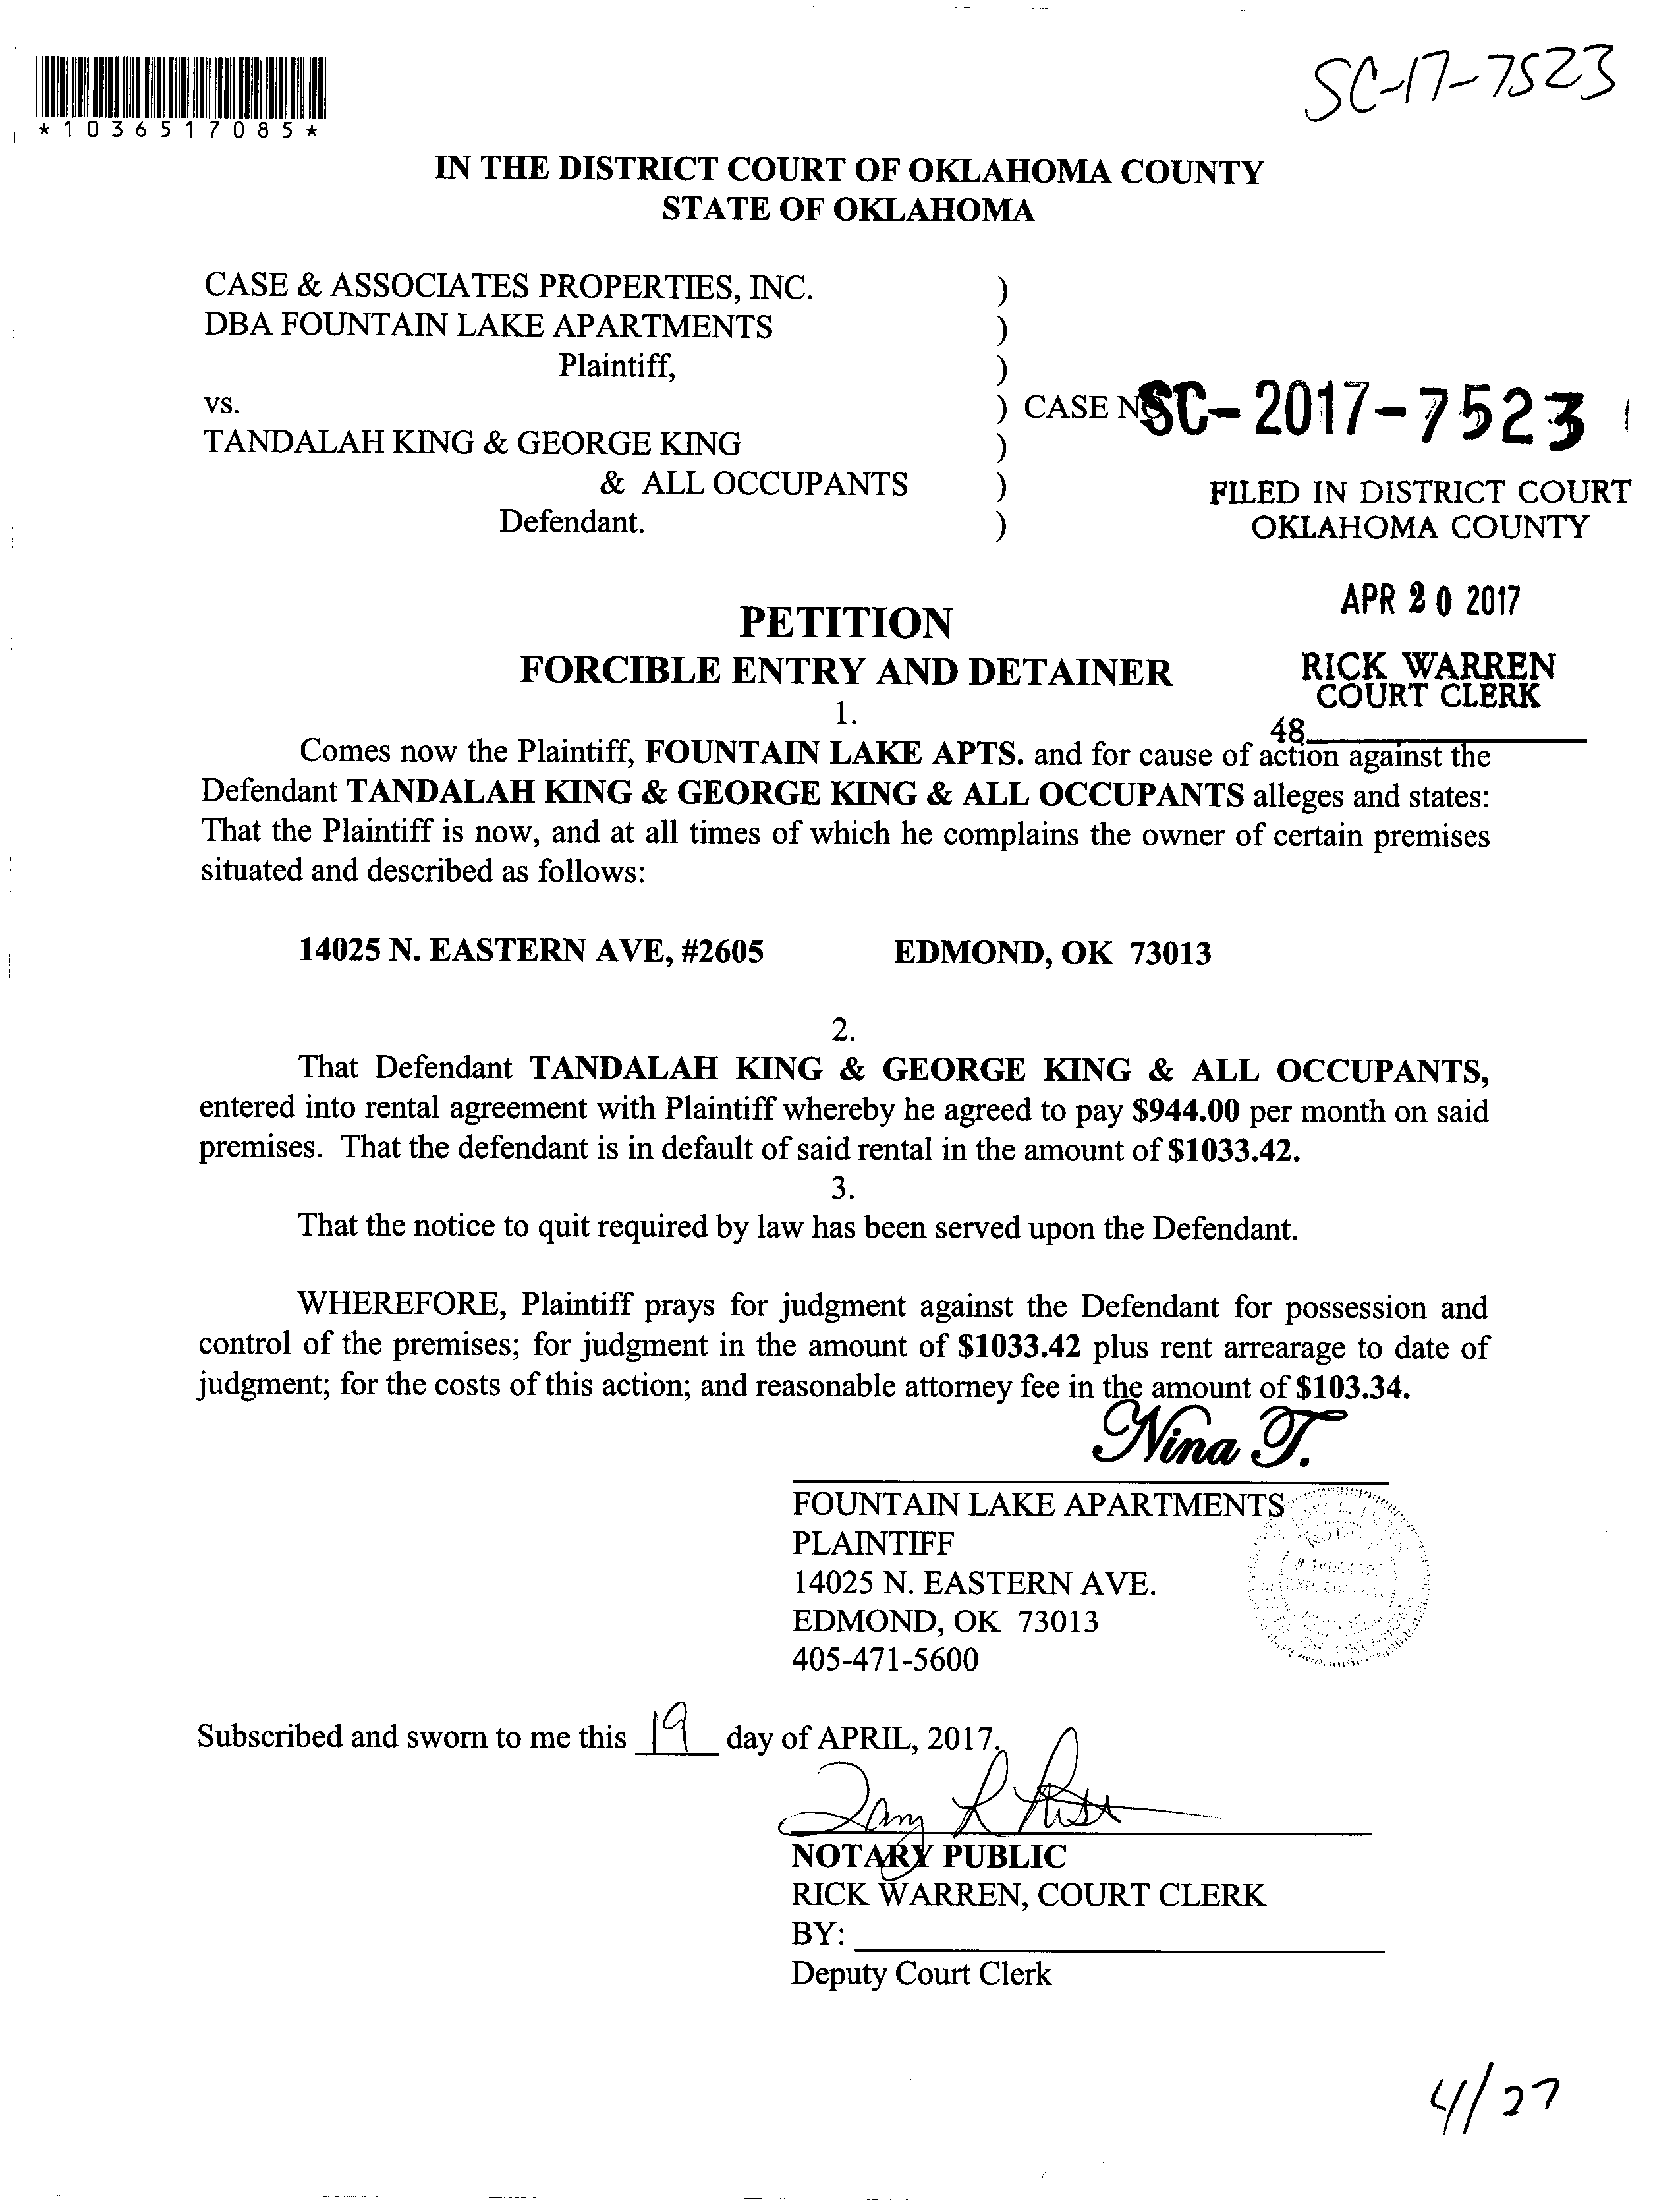 SC-17-7523
*1036517085*
IN THE DISTRICT COURT OF OKLAHOMA COUNTY
STATE OF OKLAHOMA
CASE & ASSOCIATES PROPERTIES, INC. )
DBA FOUNTAIN LAKE APARTMENTS )
Plaintiff, )
vs. ) CASE NO SC-2017-7523
TANDALAH KING & GEORGE KING )
& ALL OCCUPANTS )
Defendant. )
FILED IN DISTRICT COURT
OKLAHOMA COUNTY
APR 20 2017
RICK WARREN
COURT CLERK
48
PETITION
FORCIBLE ENTRY AND DETAINER
1.
Comes now the Plaintiff, FOUNTAIN LAKE APTS. and for cause of action against the
Defendant TANDALAH KING & GEORGE KING & ALL OCCUPANTS alleges and states:
That the Plaintiff is now, and at all times of which he complains the owner of certain premises
situated and described as follows:
14025 N. EASTERN AVE, #2605 EDMOND, OK 73013
2.
That Defendant TANDALAH KING & GEORGE KING & ALL OCCUPANTS,
entered into rental agreement with Plaintiff whereby he agreed to pay $944.00 per month on said
premises. That the defendant is in default of said rental in the amount of $1033.42.
3.
That the notice to quit required by law has been served upon the Defendant.
WHEREFORE, Plaintiff prays for judgment against the Defendant for possession and
control of the premises; for judgment in the amount of $1033.42 plus rent arrearage to date of
judgment; for the costs of this action; and reasonable attorney fee in the amount of $103.34.
Nina T.
FOUNTAIN LAKE APARTMENTS
PLAINTIFF
14025 N. EASTERN AVE.
EDMOND, OK 73013
405-471-5600
Subscribed and sworn to me this 19 day of APRIL, 2017.
NOTARY PUBLIC
RICK WARREN, COURT CLERK
BY:
Deputy Court Clerk
4/27